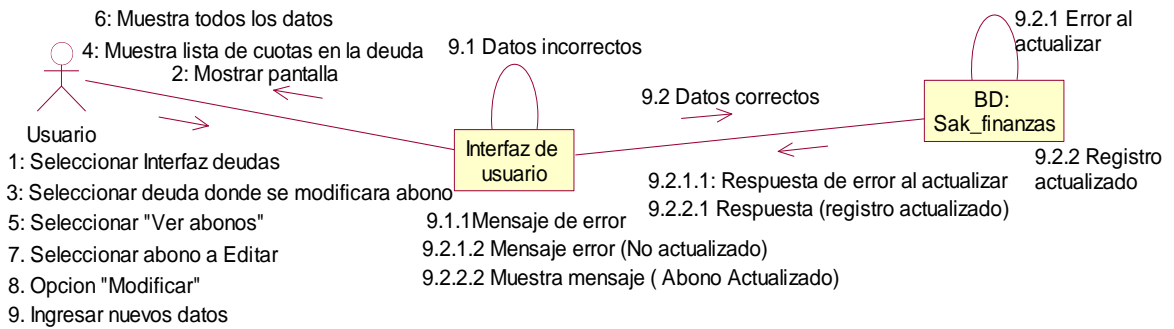 6: Muestra todos los datos
4: Muestra lista de cuotas en la deuda
2: Mostrar pantalla
Usuario
1: Seleccionar Interfaz deudas
3: Seleccionar deuda donde se modificara abono
5: Seleccionar "Ver abonos"
7. Seleccionar abono a Editar
8. Opcion "Modificar"
9. Ingresar nuevos datos
9.1 Datos incorrectos
Interfaz de
usuario
9.1.1Mensaje de error
9.2.1.2 Mensaje error (No actualizado)
9.2.2.2 Muestra mensaje ( Abono Actualizado)
9.2 Datos correctos
9.2.1.1: Respuesta de error al actualizar
9.2.2.1 Respuesta (registro actualizado)
9.2.1 Error al
actualizar
BD:
Sak_finanzas
9.2.2 Registro
actualizado